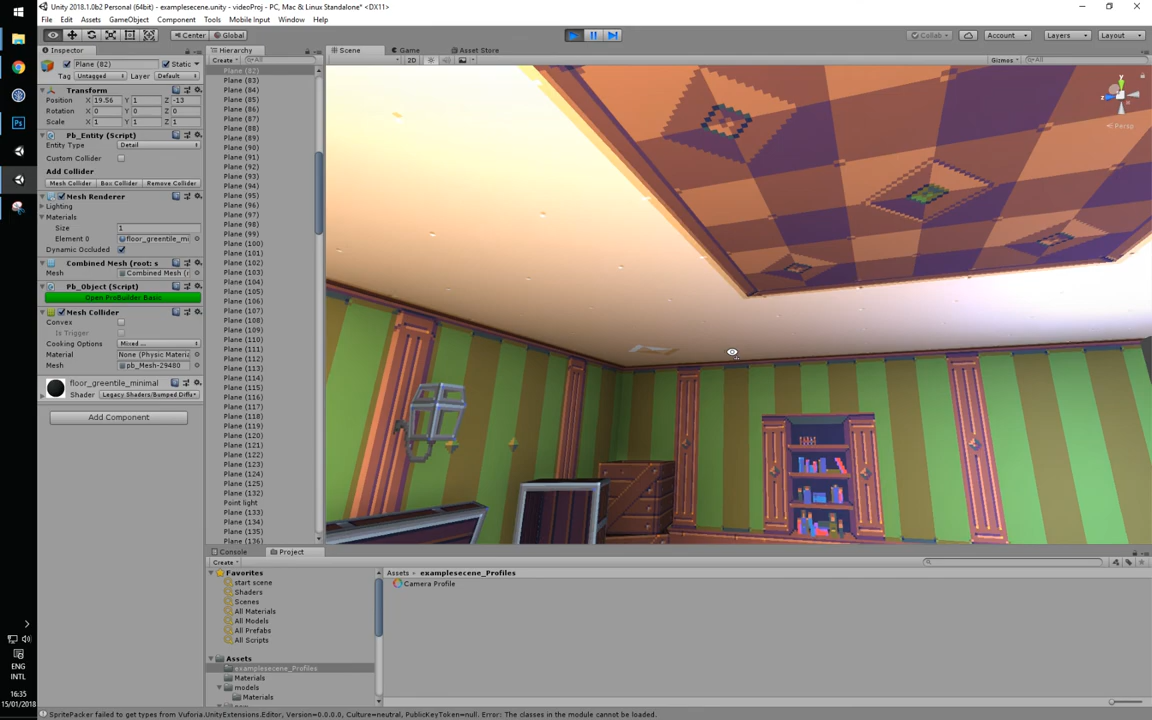 Unity 2018.1.0b2 Personal (64bit) - examplesecene.unity - videoProj - PC, Mac & Linux Standalone* <DX11>
File Edit Assets GameObject Component Tools Mobile Input Window Help
Center Global Collab Account Layers Layout
Inspector
Plane (82) Static
Tag Untagged Layer Default
Transform
Position X 19.56 Y 1 Z -13
Rotation X 0 Y 0 Z 0
Scale X 1 Y 1 Z 1
Pb_Entity (Script)
Entity Type Detail
Custom Collider
Add Collider
Mesh Collider Box Collider Remove Collider
Mesh Renderer
Lighting
Materials
Size 1
Element 0 floor_greentile_mi
Dynamic Occluded
Combined Mesh (root: s
Mesh Combined Mesh (r
Pb_Object (Script)
Open ProBuilder Basic
Mesh Collider
Convex
Is Trigger
Cooking Options Mixed ...
Material None (Physic Materia
Mesh pb_Mesh-29480
floor_greentile_minimal
Shader Legacy Shaders/Bumped Diffu
Add Component
Hierarchy
Create All
Plane (82)
Plane (83)
Plane (84)
Plane (85)
Plane (86)
Plane (87)
Plane (88)
Plane (89)
Plane (90)
Plane (91)
Plane (92)
Plane (93)
Plane (94)
Plane (95)
Plane (96)
Plane (97)
Plane (98)
Plane (99)
Plane (100)
Plane (101)
Plane (102)
Plane (103)
Plane (104)
Plane (105)
Plane (106)
Plane (107)
Plane (108)
Plane (109)
Plane (110)
Plane (111)
Plane (112)
Plane (113)
Plane (114)
Plane (115)
Plane (116)
Plane (117)
Plane (118)
Plane (119)
Plane (120)
Plane (121)
Plane (122)
Plane (123)
Plane (124)
Plane (125)
Plane (132)
Point light
Plane (133)
Plane (134)
Plane (135)
Plane (136)
Scene Game Asset Store
2D Gizmos All
y
z
Persp
Console Project
Create
Favorites
start scene
Shaders
Scenes
All Materials
All Models
All Prefabs
All Scripts
Assets
examplesecene_Profiles
Materials
models
Materials
Assets examplesecene_Profiles
Camera Profile
SpritePacker failed to get types from Vuforia.UnityExtensions.Editor, Version=0.0.0.0, Culture=neutral, PublicKeyToken=null. Error: The classes in the module cannot be loaded.
ENG
INTL
16:35
15/01/2018